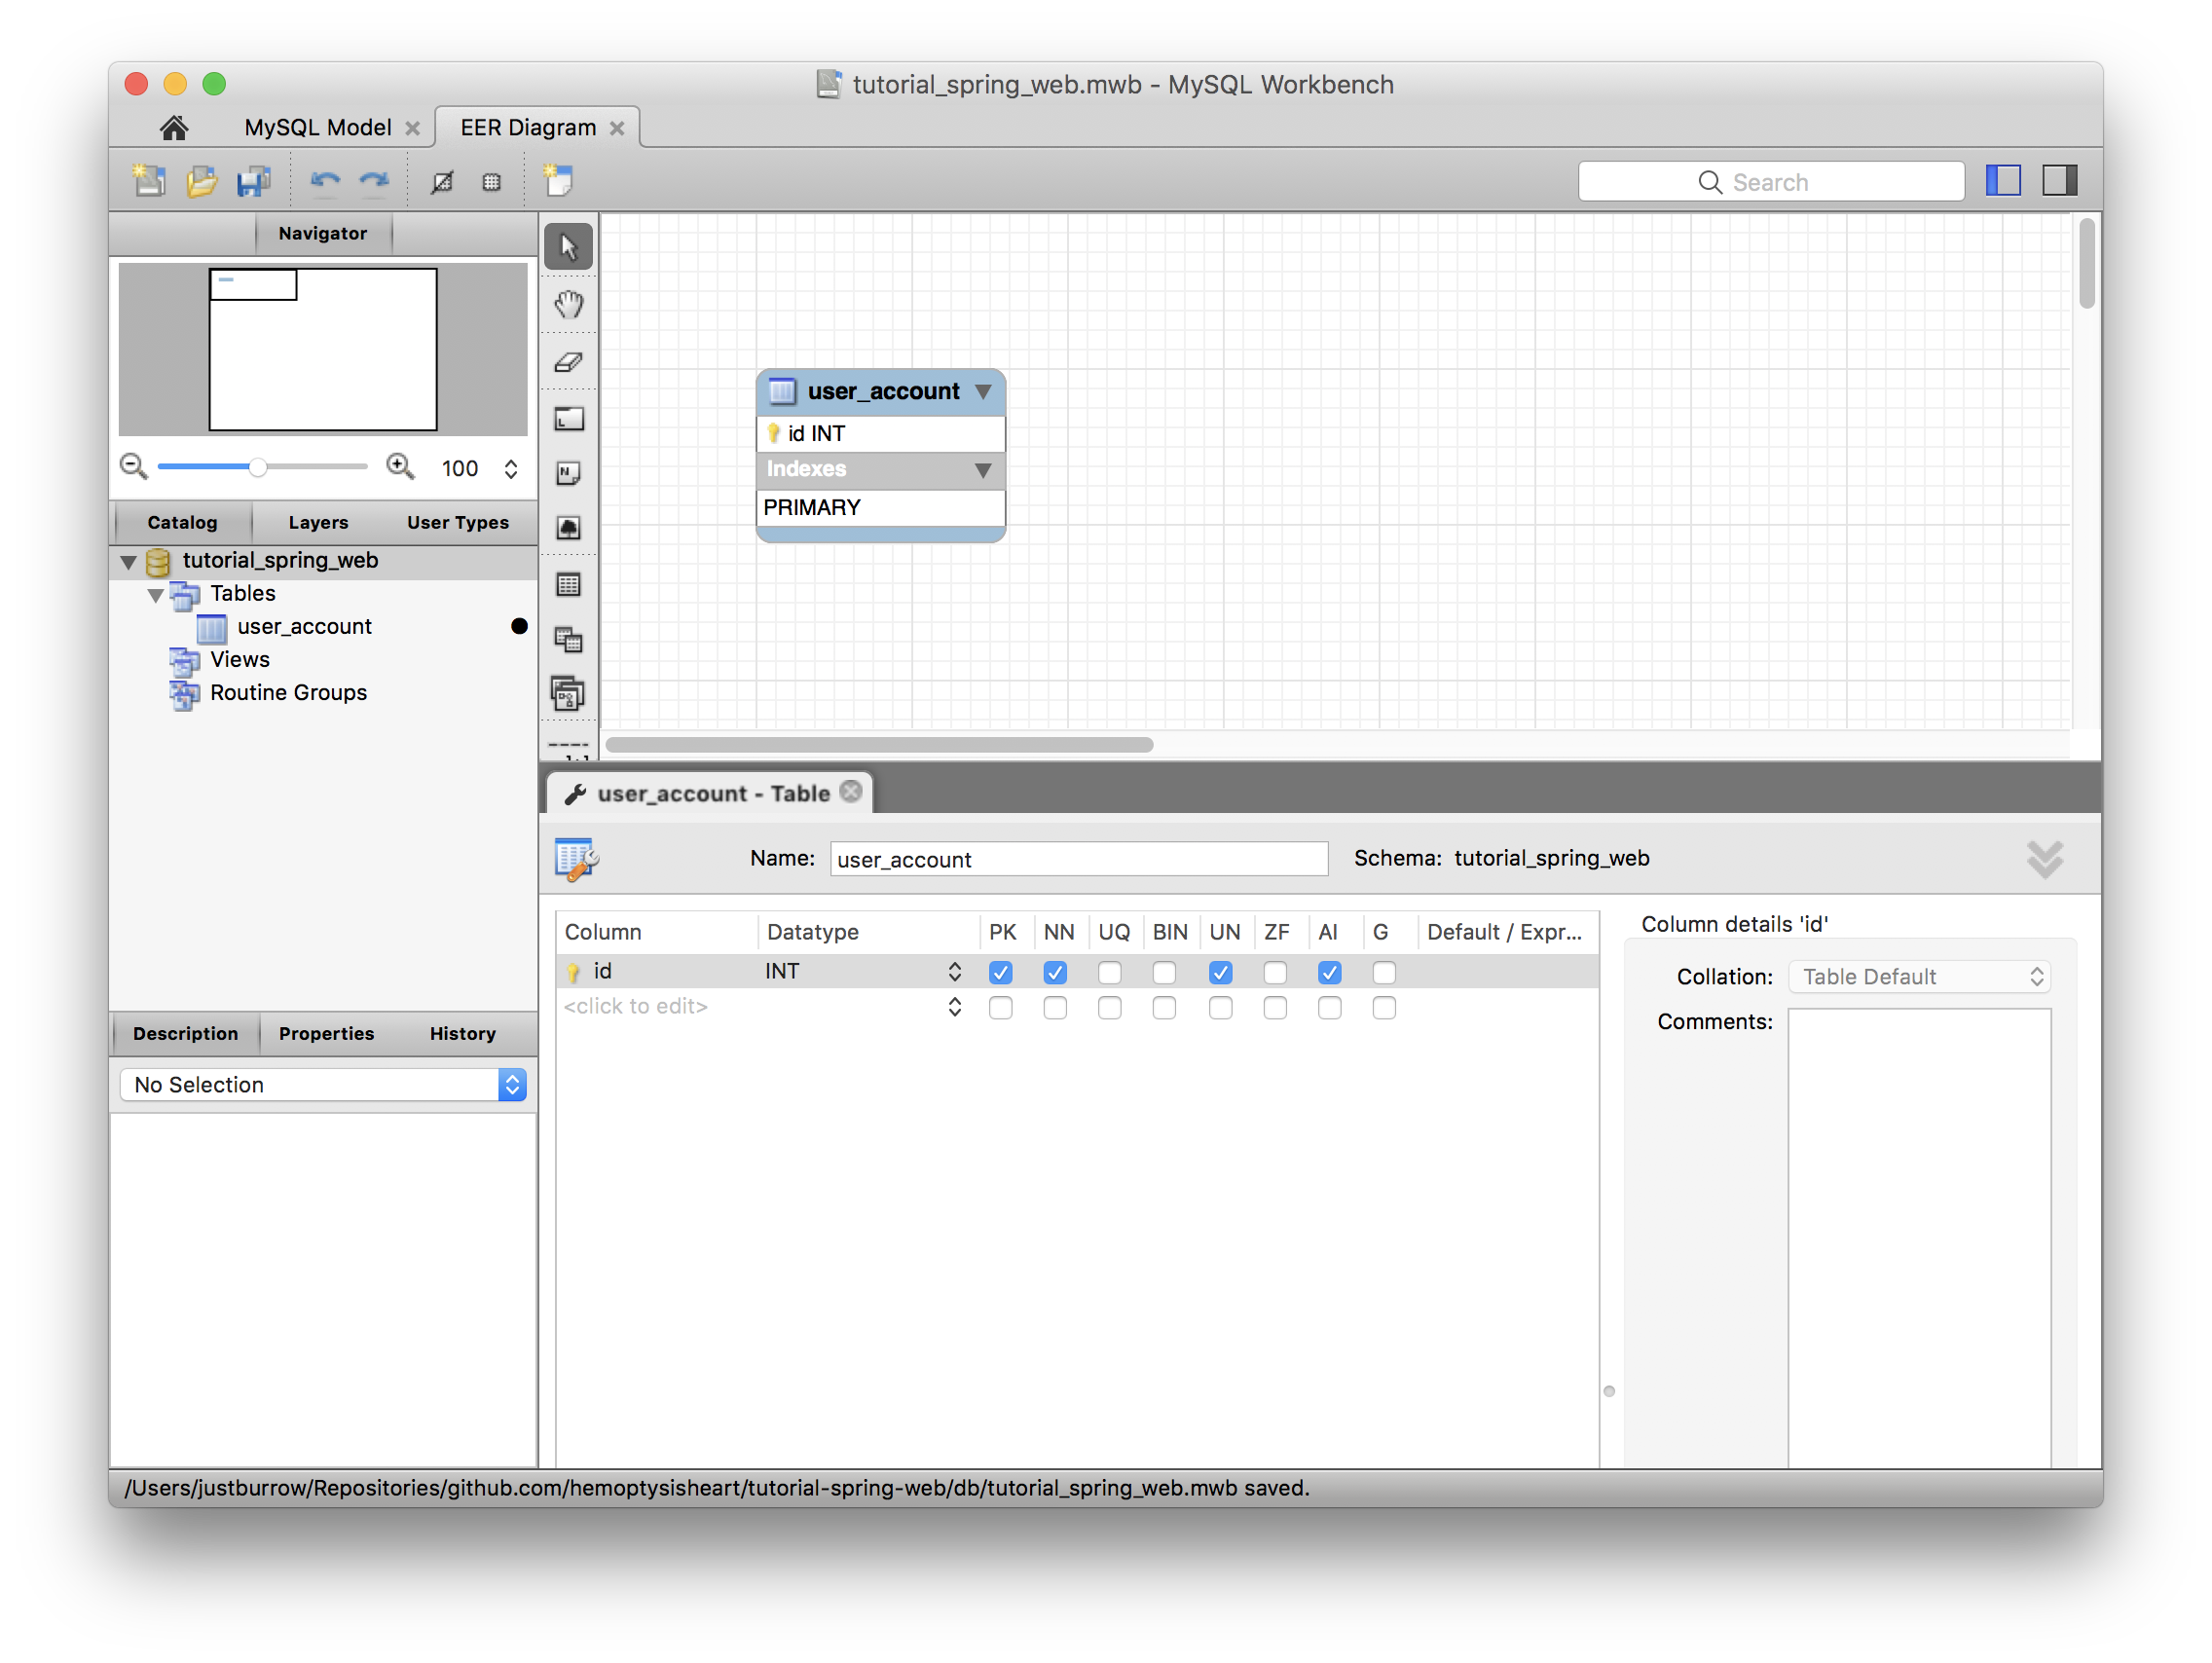 tutorial_spring_web.mwb - MySQL Workbench
MySQL Model
EER Diagram
Search
Navigator
100
Catalog Layers User Types
tutorial_spring_web
Tables
user_account
Views
Routine Groups
Description Properties History
No Selection
user_account
id INT
Indexes
PRIMARY
user_account - Table
Name: user_account Schema: tutorial_spring_web
Column Datatype PK NN UQ BIN UN ZF AI G Default / Expr...
id INT
<click to edit>
Column details 'id'
Collation: Table Default
Comments:
/Users/justburrow/Repositories/github.com/hemoptysisheart/tutorial-spring-web/db/tutorial_spring_web.mwb saved.